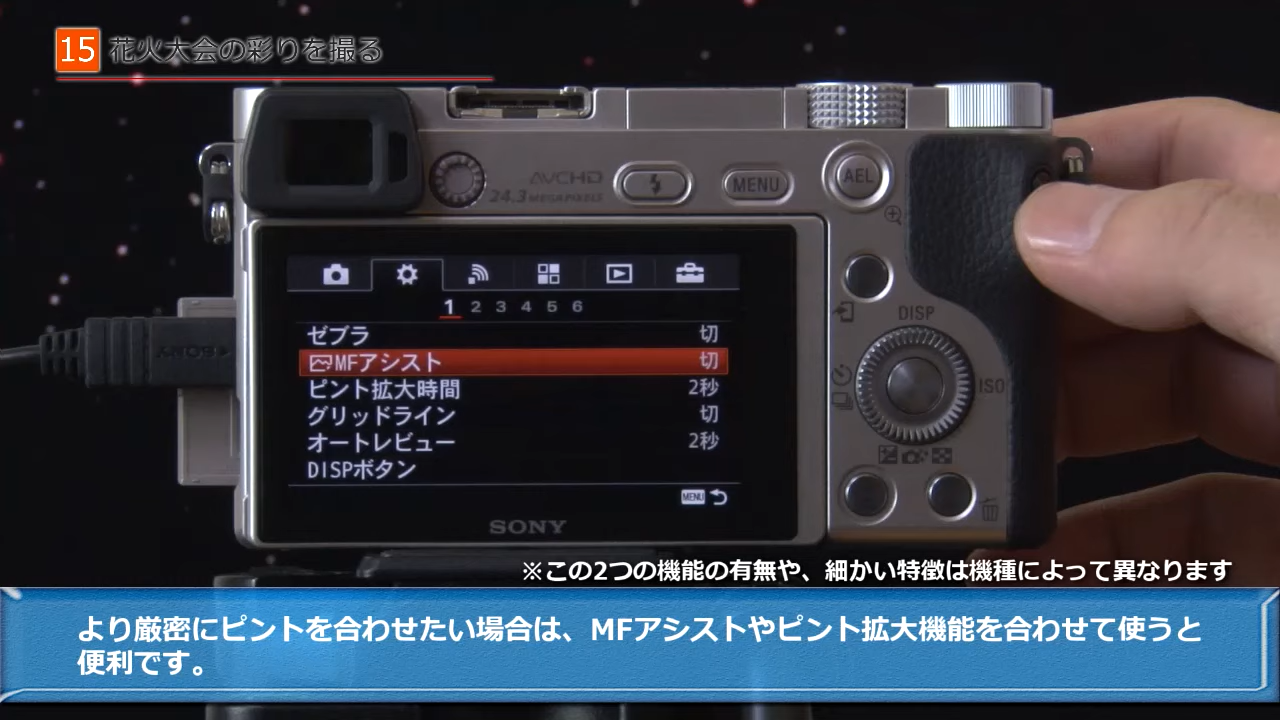 15 花火大会の彩りを撮る
AVCHD
24.3 MEGAPIXELS
MENU
AEL
1 2 3 4 5 6
ゼブラ 切
MFアシスト 切
ピント拡大時間 2秒
グリッドライン 切
オートレビュー 2秒
DISPボタン
MENU
SONY
DISP
ISO
SONY
※この2つの機能の有無や、細かい特徴は機種によって異なります
より厳密にピントを合わせたい場合は、MFアシストやピント拡大機能を合わせて使うと
便利です。